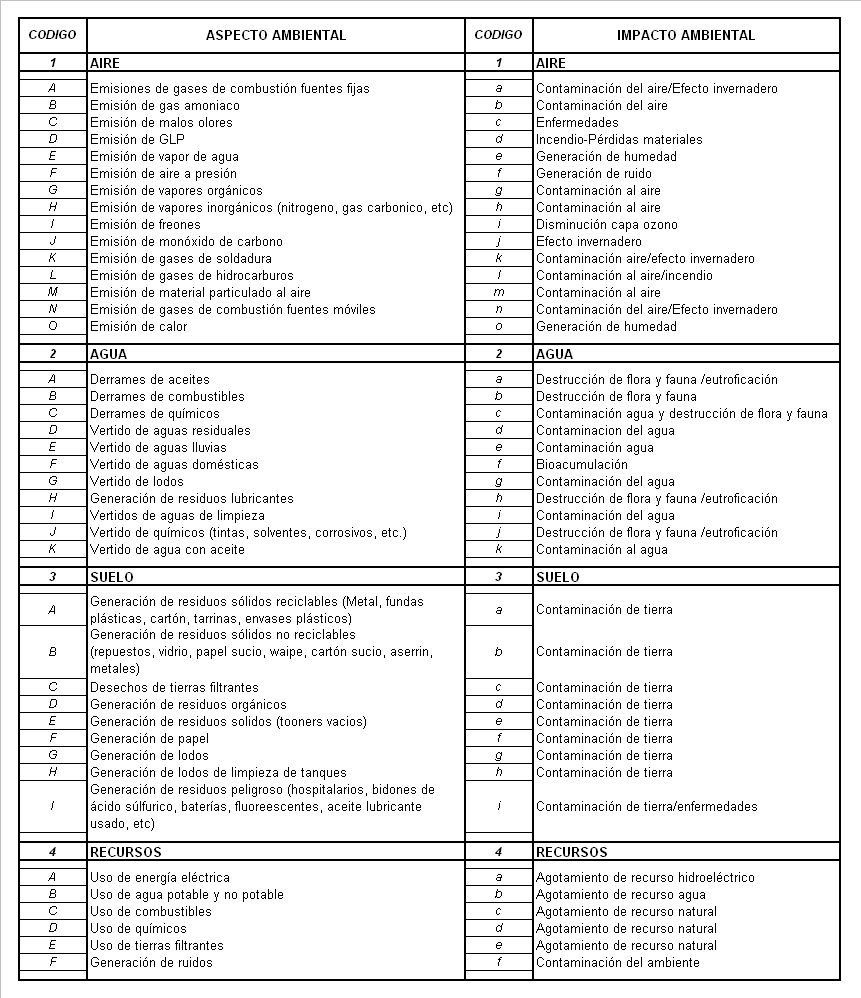 CODIGO ASPECTO AMBIENTAL CODIGO IMPACTO AMBIENTAL
1 AIRE 1 AIRE
A Emisiones de gases de combustión fuentes fijas a Contaminación del aire/Efecto invernadero
B Emisión de gas amoniaco b Contaminación del aire
C Emisión de malos olores c Enfermedades
D Emisión de GLP d Incendio-Pérdidas materiales
E Emisión de vapor de agua e Generación de humedad
F Emisión de aire a presión f Generación de ruido
G Emisión de vapores orgánicos g Contaminación al aire
H Emisión de vapores inorgánicos (nitrogeno, gas carbonico, etc) h Contaminación al aire
I Emisión de freones i Disminución capa ozono
J Emisión de monóxido de carbono j Efecto invernadero
K Emisión de gases de soldadura k Contaminación aire/efecto invernadero
L Emisión de gases de hidrocarburos l Contaminación al aire/incendio
M Emisión de material particulado al aire m Contaminación al aire
N Emisión de gases de combustión fuentes móviles n Contaminación del aire/Efecto invernadero
O Emisión de calor o Generación de humedad
2 AGUA 2 AGUA
A Derrames de aceites a Destrucción de flora y fauna /eutroficación
B Derrames de combustibles b Destrucción de flora y fauna
C Derrames de químicos c Contaminación agua y destrucción de flora y fauna
D Vertido de aguas residuales d Contaminacion del agua
E Vertido de aguas lluvias e Contaminación agua
F Vertido de aguas domésticas f Bioacumulación
G Vertido de lodos g Contaminación del agua
H Generación de residuos lubricantes h Destrucción de flora y fauna /eutroficación
I Vertidos de aguas de limpieza i Contaminación del agua
J Vertido de químicos (tintas, solventes, corrosivos, etc.) j Destrucción de flora y fauna /eutroficación
K Vertido de agua con aceite k Contaminación al agua
3 SUELO 3 SUELO
A Generación de residuos sólidos reciclables (Metal, fundas
plásticas, cartón, tarrinas, envases plásticos) a Contaminación de tierra
Generación de residuos sólidos no reciclables
B (repuestos, vidrio, papel sucio, waipe, cartón sucio, aserrin, b Contaminación de tierra
metales)
C Desechos de tierras filtrantes c Contaminación de tierra
D Generación de residuos orgánicos d Contaminación de tierra
E Generación de residuos solidos (tooners vacios) e Contaminación de tierra
F Generación de papel f Contaminación de tierra
G Generación de lodos g Contaminación de tierra
H Generación de lodos de limpieza de tanques h Contaminación de tierra
Generación de residuos peligroso (hospitalarios, bidones de
I ácido súlfurico, baterías, fluoreescentes, aceite lubricante i Contaminación de tierra/enfermedades
usado, etc)
4 RECURSOS 4 RECURSOS
A Uso de energía eléctrica a Agotamiento de recurso hidroeléctrico
B Uso de agua potable y no potable b Agotamiento de recurso agua
C Uso de combustibles c Agotamiento de recurso natural
D Uso de químicos d Agotamiento de recurso natural
E Uso de tierras filtrantes e Agotamiento de recurso natural
F Generación de ruidos f Contaminación del ambiente